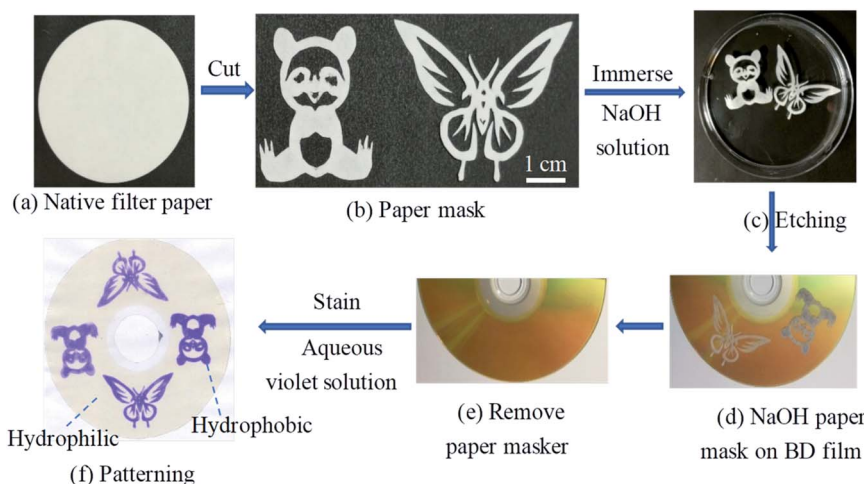 Cut
Immerse
NaOH
solution
1 cm
(a) Native filter paper
(b) Paper mask
(c) Etching
Stain
Aqueous
violet solution
Hydrophilic
Hydrophobic
(e) Remove
paper masker
(d) NaOH paper
mask on BD film
(f) Patterning